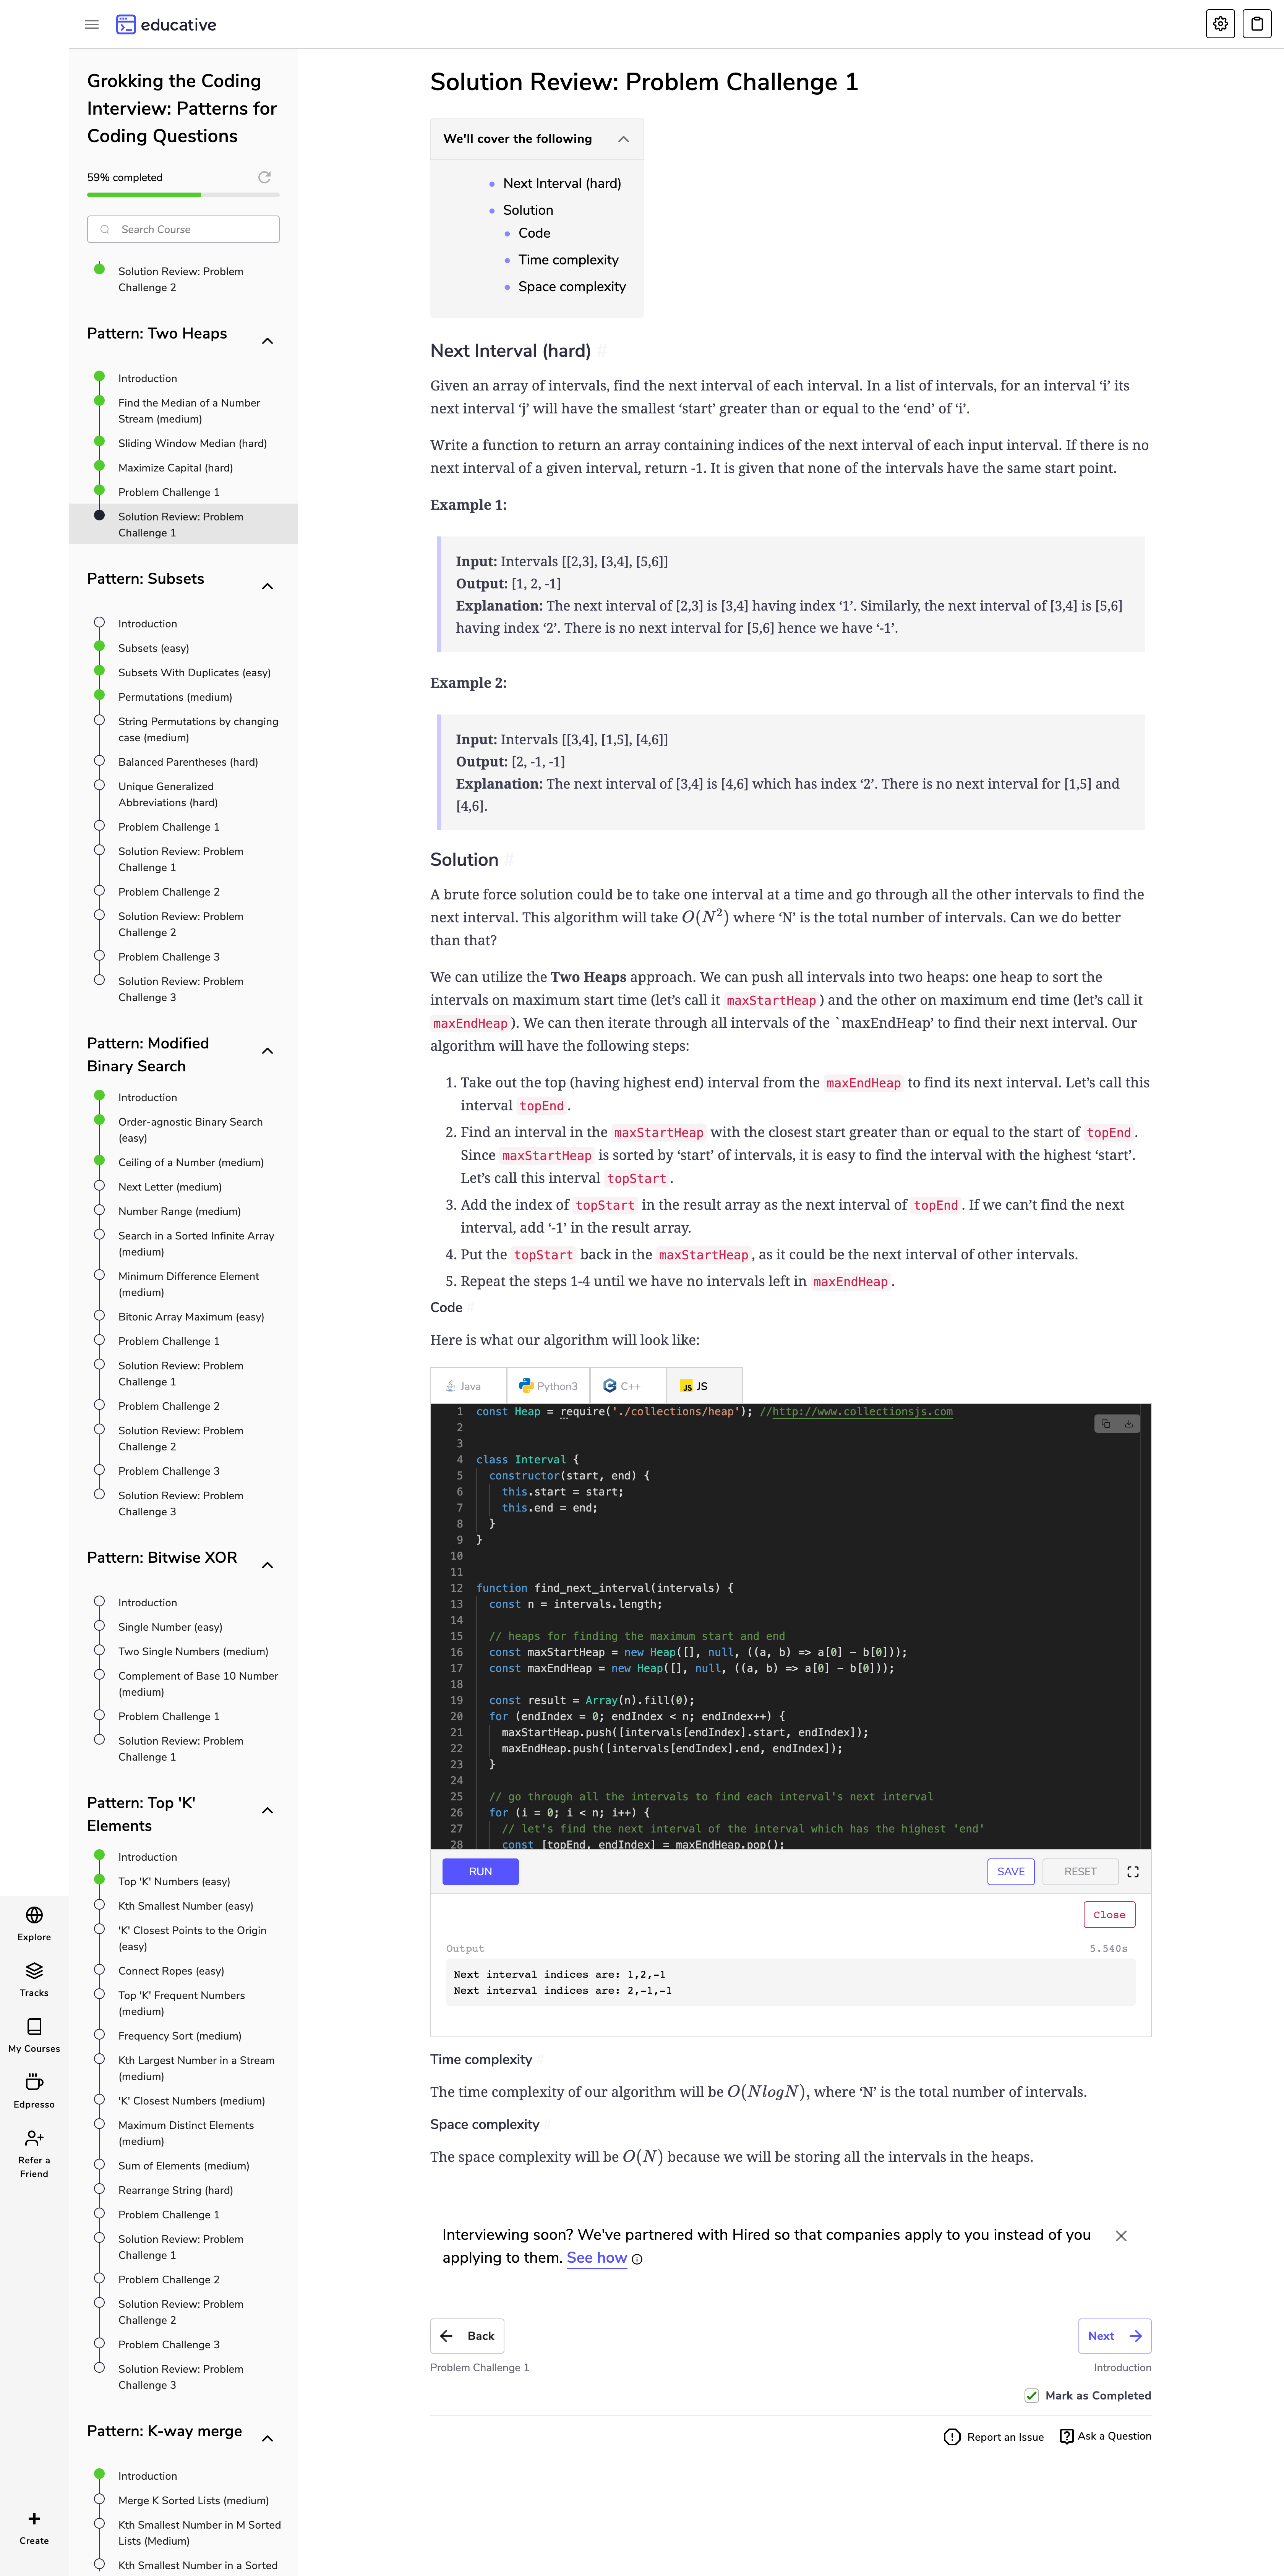 educative
Grokking the Coding
Interview: Patterns for
Coding Questions
59% completed
Search Course
Solution Review: Problem
Challenge 2
Pattern: Two Heaps
Introduction
Find the Median of a Number
Stream (medium)
Sliding Window Median (hard)
Maximize Capital (hard)
Problem Challenge 1
Solution Review: Problem
Challenge 1
Pattern: Subsets
Introduction
Subsets (easy)
Subsets With Duplicates (easy)
Permutations (medium)
String Permutations by changing
case (medium)
Balanced Parentheses (hard)
Unique Generalized
Abbreviations (hard)
Problem Challenge 1
Solution Review: Problem
Challenge 1
Problem Challenge 2
Solution Review: Problem
Challenge 2
Problem Challenge 3
Solution Review: Problem
Challenge 3
Pattern: Modified
Binary Search
Introduction
Order-agnostic Binary Search
(easy)
Ceiling of a Number (medium)
Next Letter (medium)
Number Range (medium)
Search in a Sorted Infinite Array
(medium)
Minimum Difference Element
(medium)
Bitonic Array Maximum (easy)
Problem Challenge 1
Solution Review: Problem
Challenge 1
Problem Challenge 2
Solution Review: Problem
Challenge 2
Problem Challenge 3
Solution Review: Problem
Challenge 3
Pattern: Bitwise XOR
Introduction
Single Number (easy)
Two Single Numbers (medium)
Complement of Base 10 Number
(medium)
Problem Challenge 1
Solution Review: Problem
Challenge 1
Pattern: Top 'K'
Elements
Introduction
Top 'K' Numbers (easy)
Kth Smallest Number (easy)
'K' Closest Points to the Origin
(easy)
Connect Ropes (easy)
Top 'K' Frequent Numbers
(medium)
Frequency Sort (medium)
Kth Largest Number in a Stream
(medium)
'K' Closest Numbers (medium)
Maximum Distinct Elements
(medium)
Sum of Elements (medium)
Rearrange String (hard)
Problem Challenge 1
Solution Review: Problem
Challenge 1
Problem Challenge 2
Solution Review: Problem
Challenge 2
Problem Challenge 3
Solution Review: Problem
Challenge 3
Pattern: K-way merge
Introduction
Merge K Sorted Lists (medium)
Kth Smallest Number in M Sorted
Lists (Medium)
Kth Smallest Number in a Sorted
Explore
Tracks
My Courses
Edpresso
Refer a
Friend
Create
Solution Review: Problem Challenge 1
We'll cover the following
Next Interval (hard)
Solution
Code
Time complexity
Space complexity
Next Interval (hard) #
Given an array of intervals, find the next interval of each interval. In a list of intervals, for an interval ‘i’ its
next interval ‘j’ will have the smallest ‘start’ greater than or equal to the ‘end’ of ‘i’.
Write a function to return an array containing indices of the next interval of each input interval. If there is no
next interval of a given interval, return -1. It is given that none of the intervals have the same start point.
Example 1:
Input: Intervals [[2,3], [3,4], [5,6]]
Output: [1, 2, -1]
Explanation: The next interval of [2,3] is [3,4] having index ‘1’. Similarly, the next interval of [3,4] is [5,6]
having index ‘2’. There is no next interval for [5,6] hence we have ‘-1’.
Example 2:
Input: Intervals [[3,4], [1,5], [4,6]]
Output: [2, -1, -1]
Explanation: The next interval of [3,4] is [4,6] which has index ‘2’. There is no next interval for [1,5] and
[4,6].
Solution #
A brute force solution could be to take one interval at a time and go through all the other intervals to find the
next interval. This algorithm will take O(N²) where ‘N’ is the total number of intervals. Can we do better
than that?
We can utilize the Two Heaps approach. We can push all intervals into two heaps: one heap to sort the
intervals on maximum start time (let’s call it maxStartHeap) and the other on maximum end time (let’s call it
maxEndHeap). We can then iterate through all intervals of the `maxEndHeap’ to find their next interval. Our
algorithm will have the following steps:
1. Take out the top (having highest end) interval from the maxEndHeap to find its next interval. Let’s call this
interval topEnd.
2. Find an interval in the maxStartHeap with the closest start greater than or equal to the start of topEnd.
Since maxStartHeap is sorted by ‘start’ of intervals, it is easy to find the interval with the highest ‘start’.
Let’s call this interval topStart.
3. Add the index of topStart in the result array as the next interval of topEnd. If we can’t find the next
interval, add ‘-1’ in the result array.
4. Put the topStart back in the maxStartHeap, as it could be the next interval of other intervals.
5. Repeat the steps 1-4 until we have no intervals left in maxEndHeap.
Code #
Here is what our algorithm will look like:
Java Python3 C++ JS JS
1 const Heap = require('./collections/heap'); //http://www.collectionsjs.com
2
3
4 class Interval {
5 constructor(start, end) {
6 this.start = start;
7 this.end = end;
8 }
9 }
10
11
12 function find_next_interval(intervals) {
13 const n = intervals.length;
14
15 // heaps for finding the maximum start and end
16 const maxStartHeap = new Heap([], null, ((a, b) => a[0] - b[0]));
17 const maxEndHeap = new Heap([], null, ((a, b) => a[0] - b[0]));
18
19 const result = Array(n).fill(0);
20 for (endIndex = 0; endIndex < n; endIndex++) {
21 maxStartHeap.push([intervals[endIndex].start, endIndex]);
22 maxEndHeap.push([intervals[endIndex].end, endIndex]);
23 }
24
25 // go through all the intervals to find each interval's next interval
26 for (i = 0; i < n; i++) {
27 // let's find the next interval of the interval which has the highest 'end'
28 const [topEnd, endIndex] = maxEndHeap.pop();
RUN SAVE RESET
Close
Output 5.540s
Next interval indices are: 1,2,-1
Next interval indices are: 2,-1,-1
Time complexity #
The time complexity of our algorithm will be O(NlogN), where ‘N’ is the total number of intervals.
Space complexity #
The space complexity will be O(N) because we will be storing all the intervals in the heaps.
Interviewing soon? We've partnered with Hired so that companies apply to you instead of you
applying to them. See how
Back Next
Problem Challenge 1 Introduction
Mark as Completed
Report an Issue Ask a Question